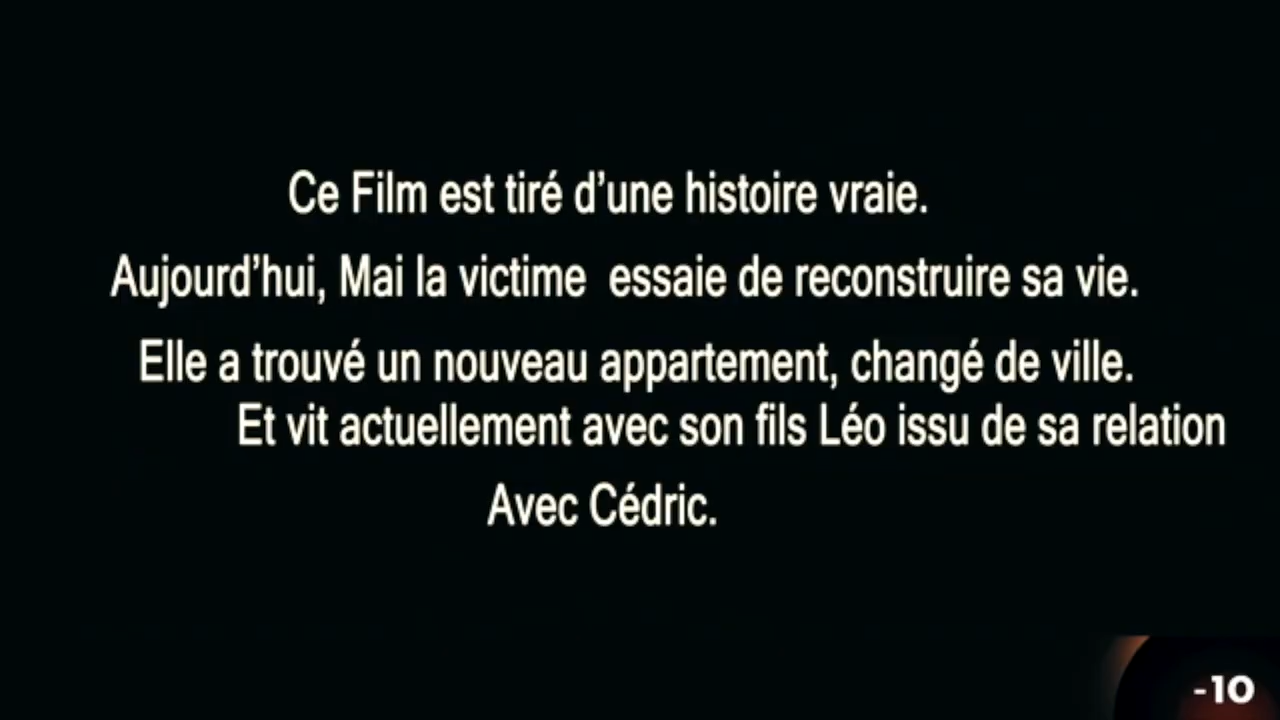 Ce Film est tiré d’une histoire vraie.
Aujourd’hui, Mai la victime  essaie de reconstruire sa vie.
Elle a trouvé un nouveau appartement, changé de ville.
Et vit actuellement avec son fils Léo issu de sa relation
Avec Cédric.
-10